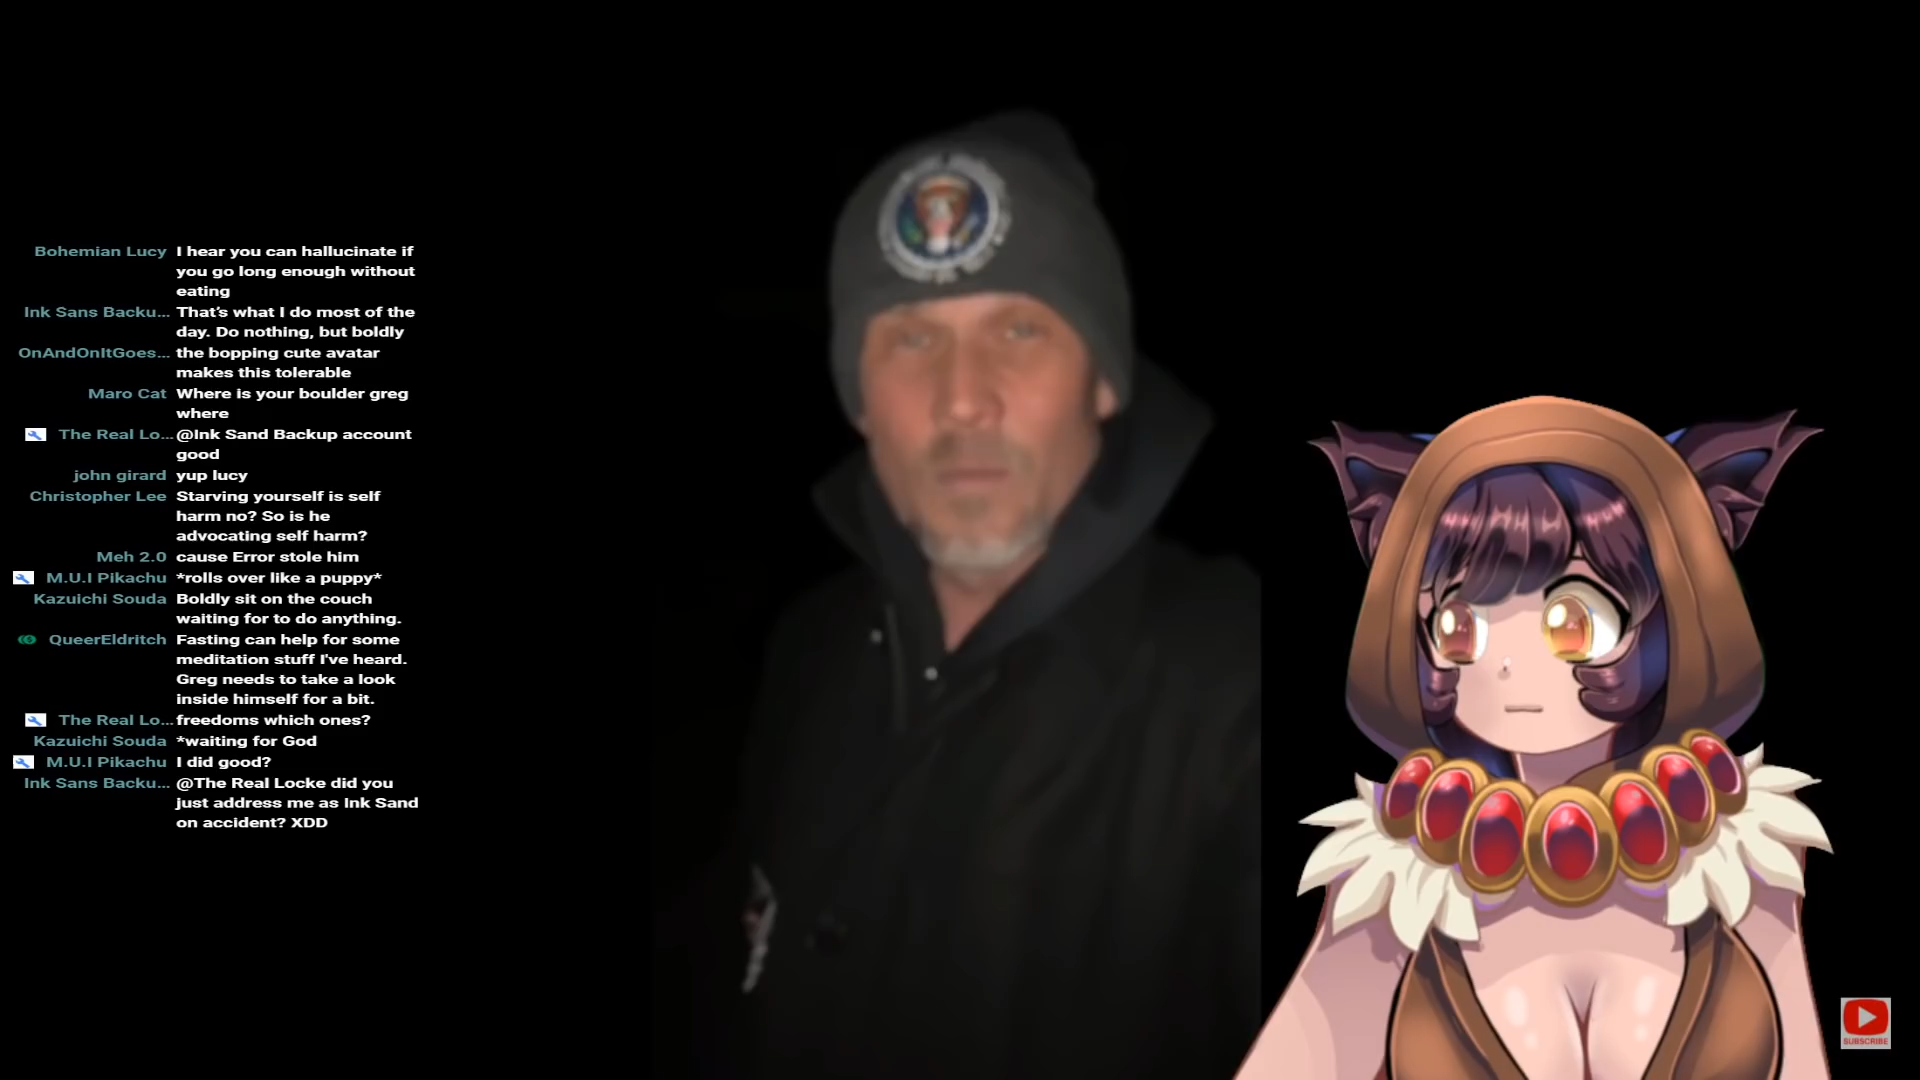 Bohemian Lucy I hear you can hallucinate if
you go long enough without
eating
Ink Sans Backu... That's what I do most of the
day. Do nothing, but boldly
OnAndOnItGoes... the bopping cute avatar
makes this tolerable
Maro Cat Where is your boulder greg
where
The Real Lo... @Ink Sand Backup account
good
john girard yup lucy
Christopher Lee Starving yourself is self
harm no? So is he
advocating self harm?
Meh 2.0 cause Error stole him
M.U.I Pikachu *rolls over like a puppy*
Kazuichi Souda Boldly sit on the couch
waiting for to do anything.
QueerEldritch Fasting can help for some
meditation stuff I've heard.
Greg needs to take a look
inside himself for a bit.
The Real Lo... freedoms which ones?
Kazuichi Souda *waiting for God
M.U.I Pikachu I did good?
Ink Sans Backu... @The Real Locke did you
just address me as Ink Sand
on accident? XDD
SUBSCRIBE